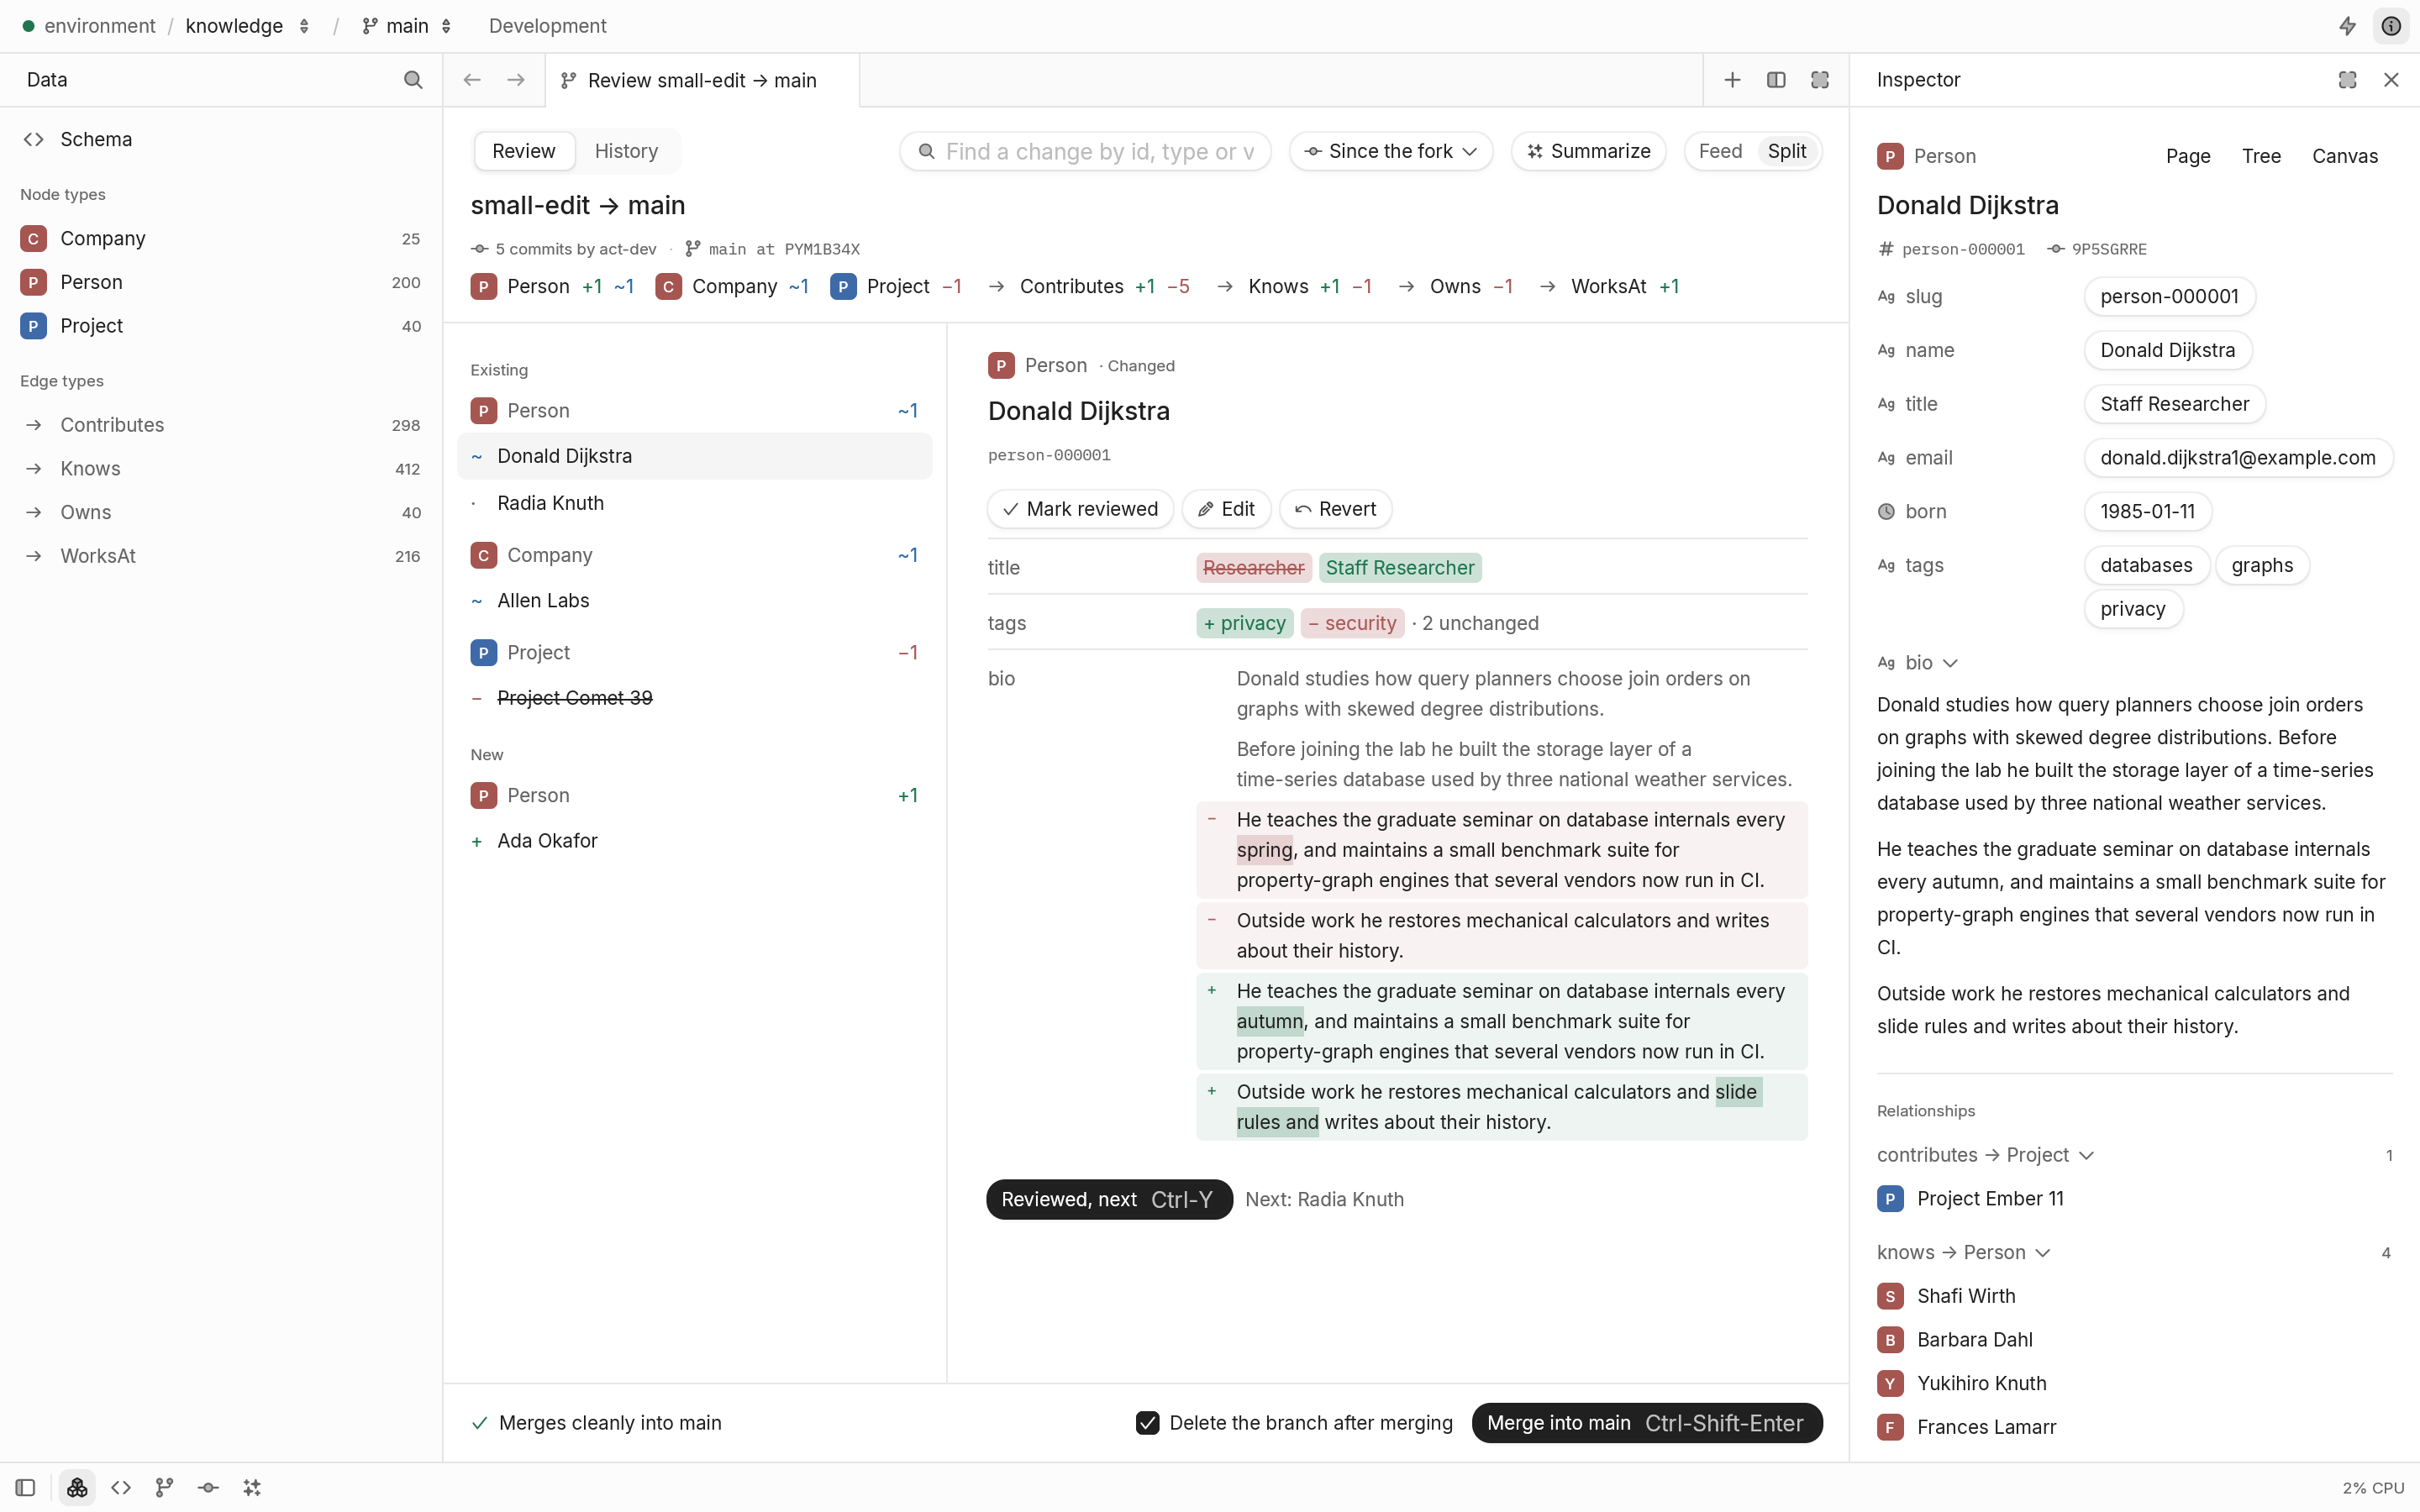 environment / knowledge / main Development
Data
Schema
Node types
C Company 25
P Person 200
P Project 40
Edge types
→ Contributes 298
→ Knows 412
→ Owns 40
→ WorksAt 216
Review small-edit → main
Review History
Find a change by id, type or v
Since the fork
Summarize
Feed Split
small-edit → main
5 commits by act-dev · main at PYM1B34X
P Person +1 ~1 C Company ~1 P Project −1 → Contributes +1 −5 → Knows +1 −1 → Owns −1 → WorksAt +1
Existing
P Person ~1
~ Donald Dijkstra
· Radia Knuth
C Company ~1
~ Allen Labs
P Project −1
− Project Comet 39
New
P Person +1
+ Ada Okafor
P Person · Changed
Donald Dijkstra
person-000001
Mark reviewed Edit Revert
title Researcher Staff Researcher
tags + privacy − security · 2 unchanged
bio Donald studies how query planners choose join orders on
graphs with skewed degree distributions.
Before joining the lab he built the storage layer of a
time-series database used by three national weather services.
− He teaches the graduate seminar on database internals every
spring, and maintains a small benchmark suite for
property-graph engines that several vendors now run in CI.
− Outside work he restores mechanical calculators and writes
about their history.
+ He teaches the graduate seminar on database internals every
autumn, and maintains a small benchmark suite for
property-graph engines that several vendors now run in CI.
+ Outside work he restores mechanical calculators and slide
rules and writes about their history.
Reviewed, next Ctrl-Y Next: Radia Knuth
Merges cleanly into main
Delete the branch after merging
Merge into main Ctrl-Shift-Enter
Inspector
P Person Page Tree Canvas
Donald Dijkstra
# person-000001 9P5SGRRE
Ag slug person-000001
Ag name Donald Dijkstra
Ag title Staff Researcher
Ag email donald.dijkstra1@example.com
born 1985-01-11
Ag tags databases graphs
privacy
Ag bio
Donald studies how query planners choose join orders
on graphs with skewed degree distributions. Before
joining the lab he built the storage layer of a time-series
database used by three national weather services.
He teaches the graduate seminar on database internals
every autumn, and maintains a small benchmark suite for
property-graph engines that several vendors now run in
CI.
Outside work he restores mechanical calculators and
slide rules and writes about their history.
Relationships
contributes → Project 1
P Project Ember 11
knows → Person 4
S Shafi Wirth
B Barbara Dahl
Y Yukihiro Knuth
F Frances Lamarr
2% CPU